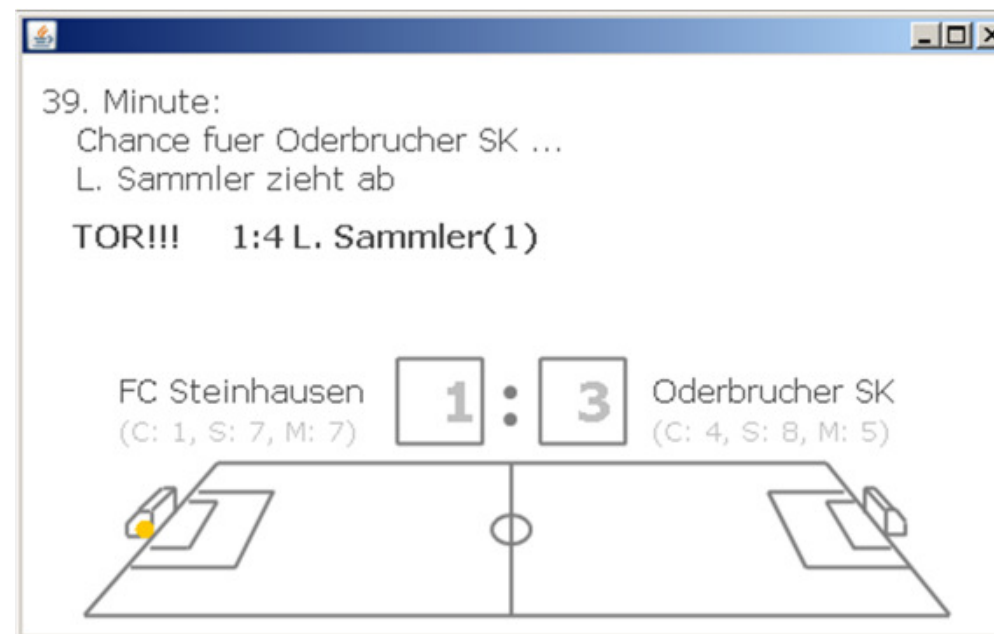 39. Minute:
Chance fuer Oderbrucher SK ...
L. Sammler zieht ab
TOR!!! 1:4 L. Sammler(1)
FC Steinhausen 1 : 3 Oderbrucher SK
(C: 1, S: 7, M: 7) (C: 4, S: 8, M: 5)